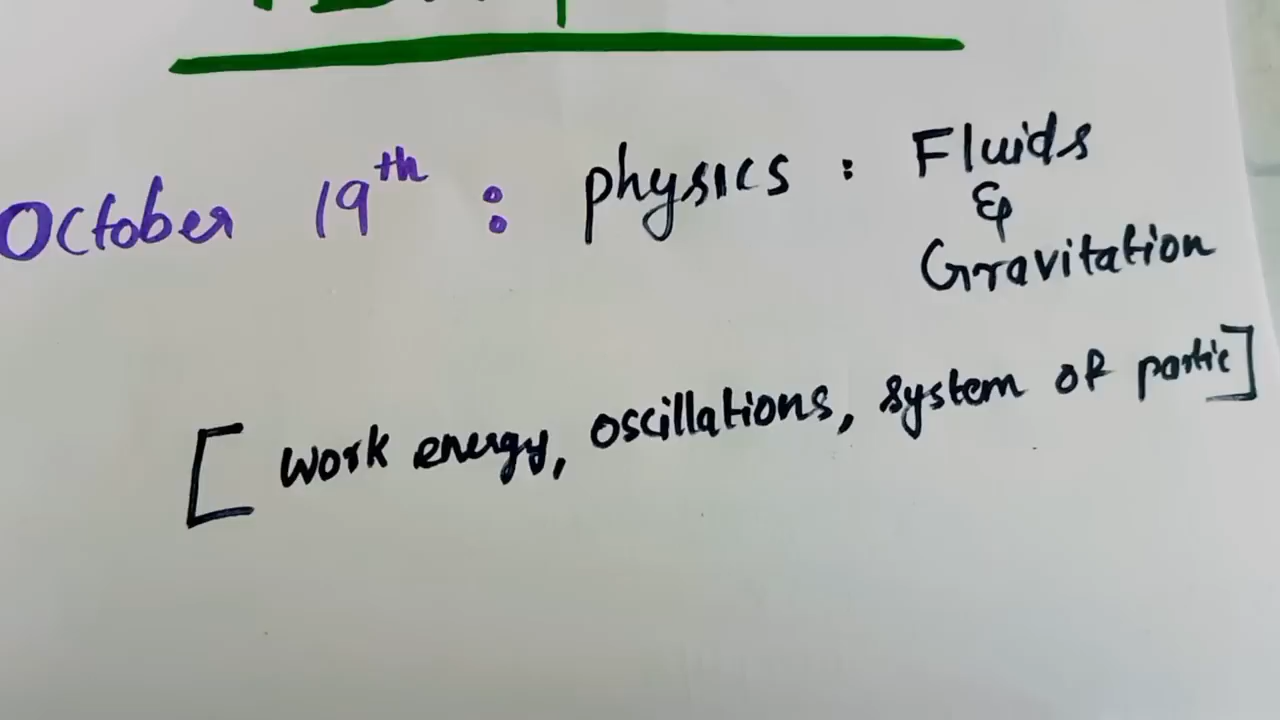 October 19th : physics : Fluids
&
Gravitation
[work energy, oscillations, system of partic]